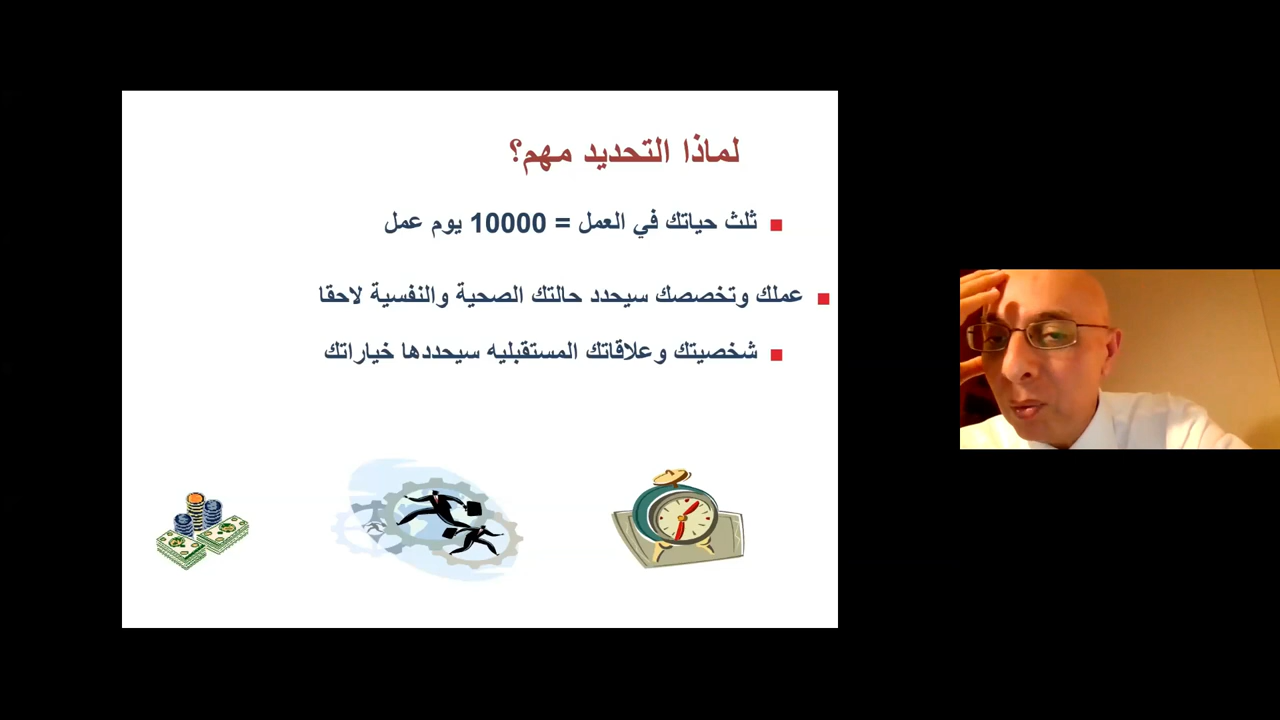 لماذا التحديد مهم؟
ثلث حياتك في العمل = 10000 يوم عمل
عملك وتخصصك سيحدد حالتك الصحية والنفسية لاحقا
شخصيتك وعلاقاتك المستقبليه سيحددها خياراتك